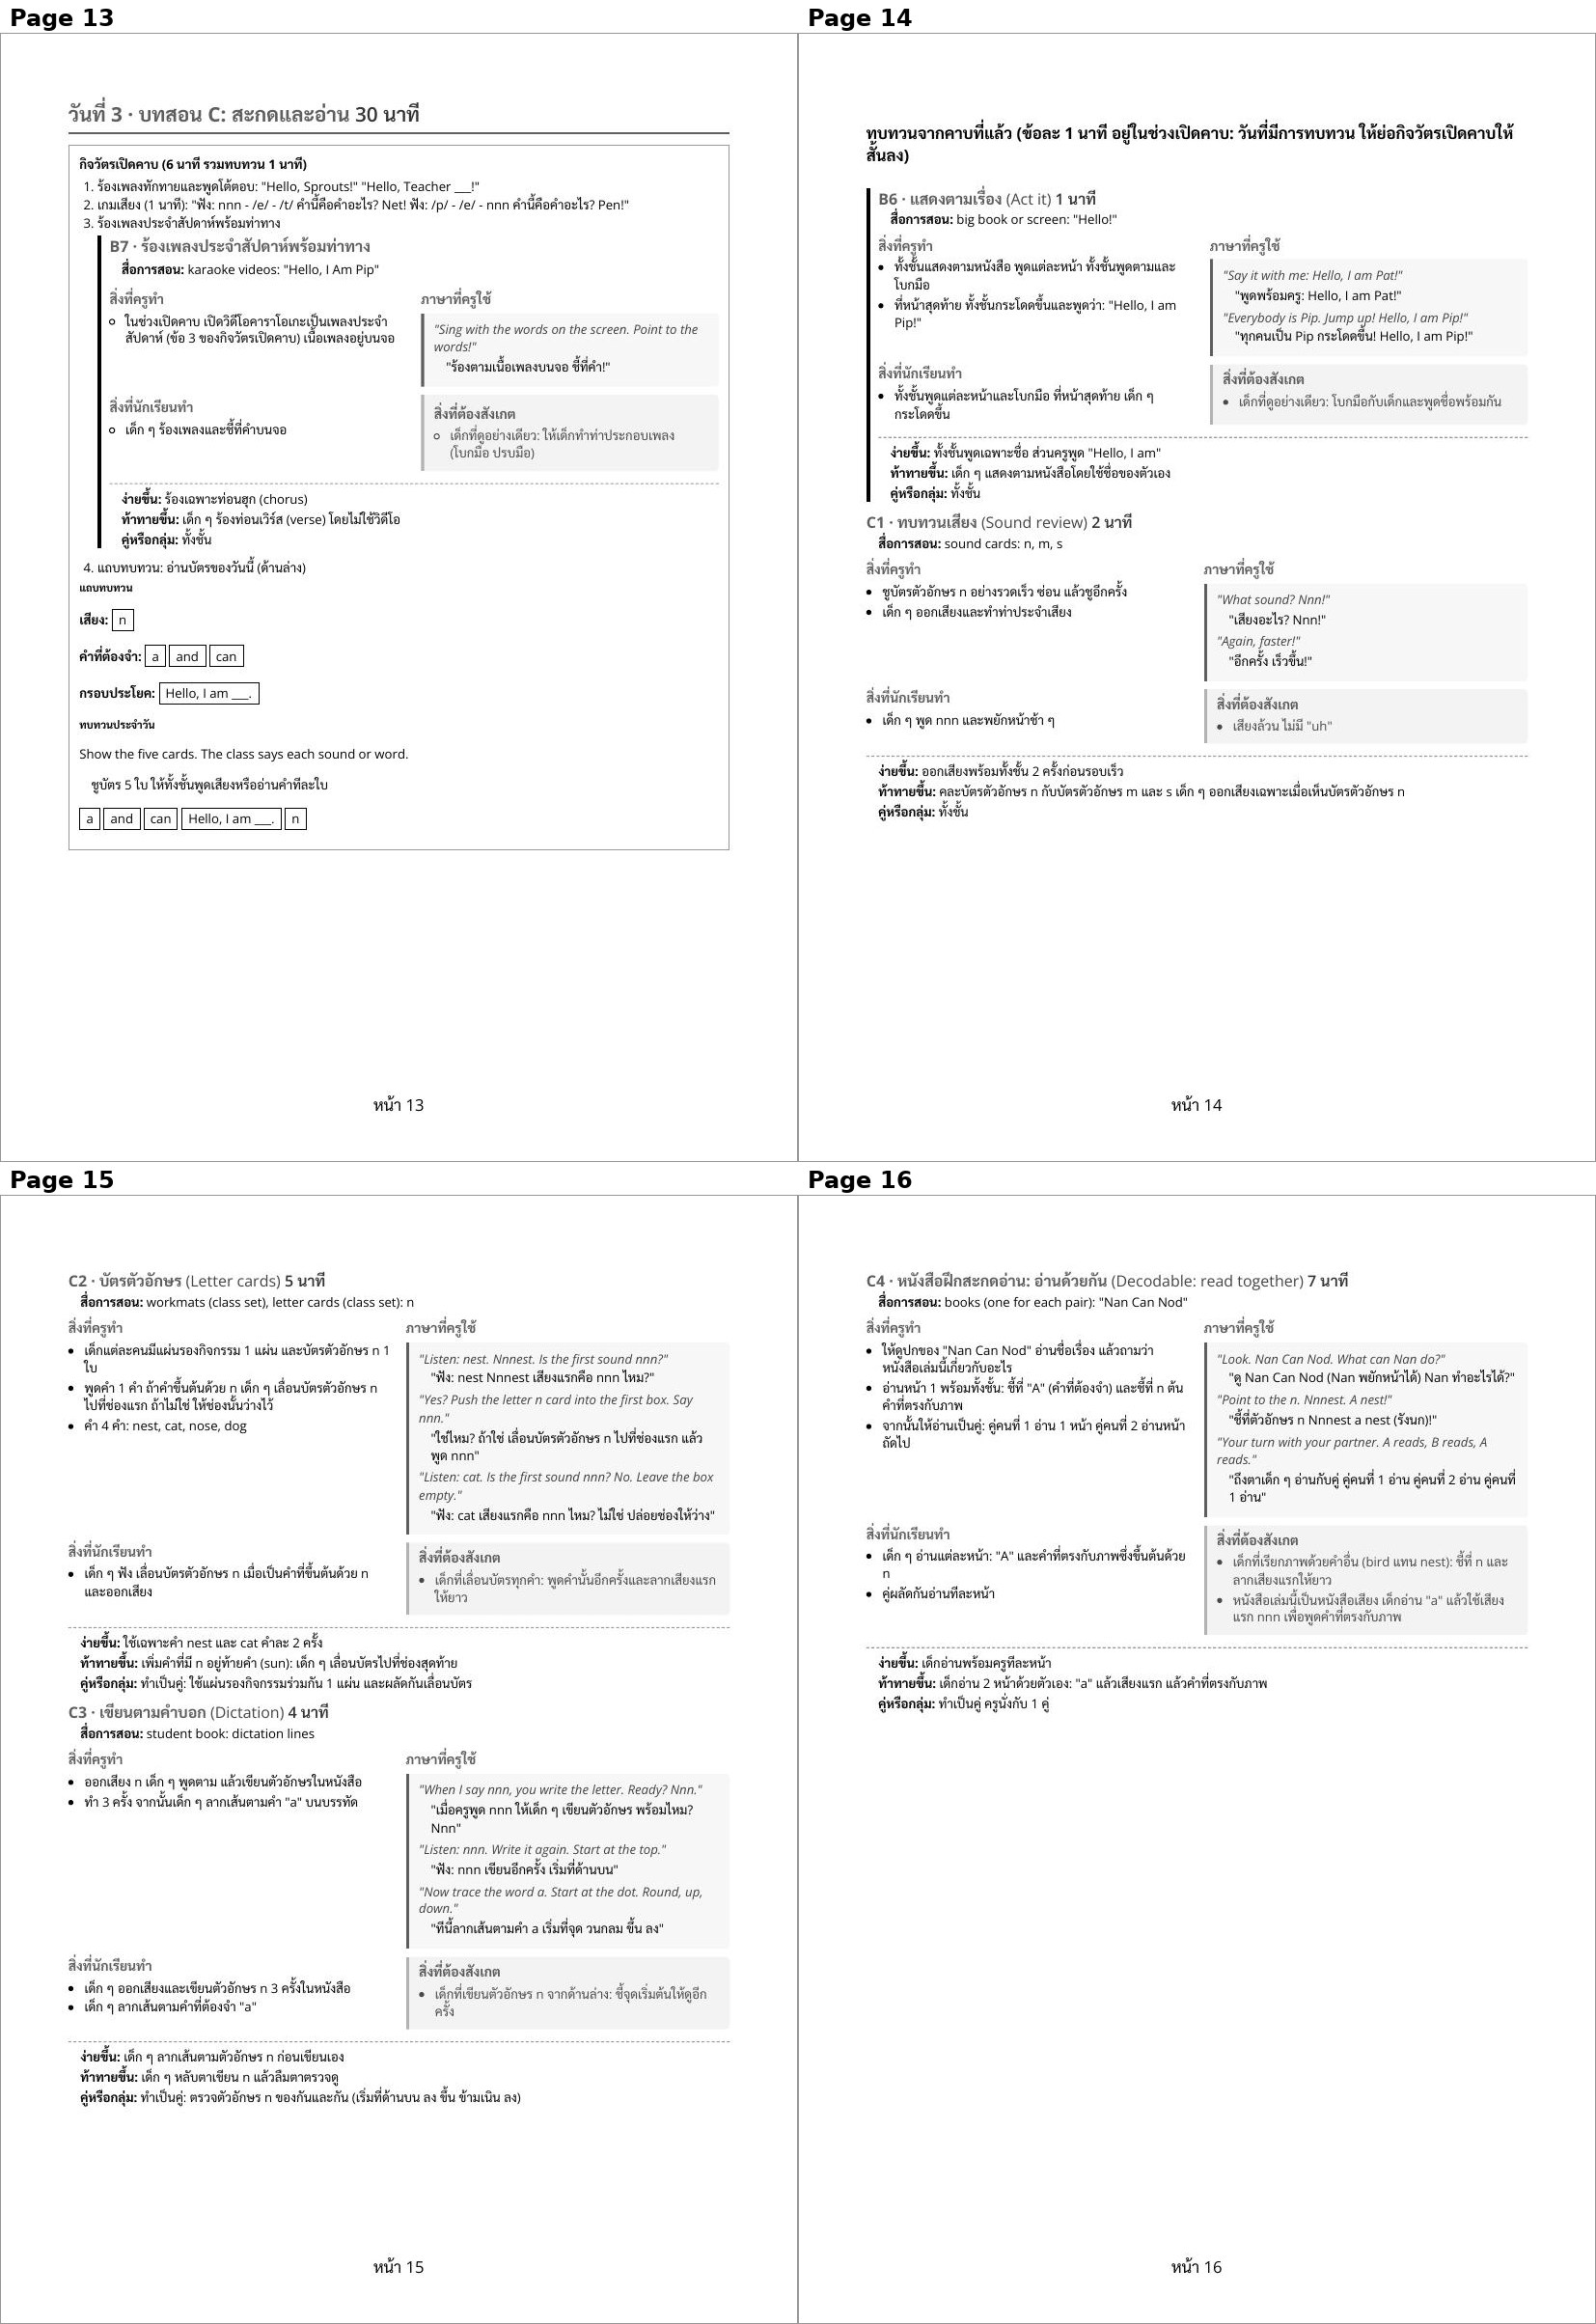 Page 13
วันที่ 3 · บทสอน C: สะกดและอ่าน 30 นาที
กิจวัตรเปิดคาบ (6 นาที รวมทบทวน 1 นาที)
1. ร้องเพลงทักทายและพูดโต้ตอบ: "Hello, Sprouts!" "Hello, Teacher ___!"
2. เกมเสียง (1 นาที): "ฟัง: nnn - /e/ - /t/ คำนี้คือคำอะไร? Net! ฟัง: /p/ - /e/ - nnn คำนี้คือคำอะไร? Pen!"
3. ร้องเพลงประจำสัปดาห์พร้อมท่าทาง
B7 · ร้องเพลงประจำสัปดาห์พร้อมท่าทาง
สื่อการสอน: karaoke videos: "Hello, I Am Pip"
สิ่งที่ครูทำ
ในช่วงเปิดคาบ เปิดวิดีโอคาราโอเกะเป็นเพลงประจำ
สัปดาห์ (ข้อ 3 ของกิจวัตรเปิดคาบ) เนื้อเพลงอยู่บนจอ
ภาษาที่ครูใช้
"Sing with the words on the screen. Point to the
words!"
"ร้องตามเนื้อเพลงบนจอ ชี้ที่คำ!"
สิ่งที่นักเรียนทำ
เด็ก ๆ ร้องเพลงและชี้ที่คำบนจอ
สิ่งที่ต้องสังเกต
เด็กที่ดูอย่างเดียว: ให้เด็กทำท่าประกอบเพลง
(โบกมือ ปรบมือ)
ง่ายขึ้น: ร้องเฉพาะท่อนฮุก (chorus)
ท้าทายขึ้น: เด็ก ๆ ร้องท่อนเวิร์ส (verse) โดยไม่ใช้วิดีโอ
คู่หรือกลุ่ม: ทั้งชั้น
4. แถบทบทวน: อ่านบัตรของวันนี้ (ด้านล่าง)
แถบทบทวน
เสียง: n
คำที่ต้องจำ: a and can
กรอบประโยค: Hello, I am ___.
ทบทวนประจำวัน
Show the five cards. The class says each sound or word.
ชูบัตร 5 ใบ ให้ทั้งชั้นพูดเสียงหรืออ่านคำทีละใบ
a and can Hello, I am ___. n
หน้า 13
Page 14
ทบทวนจากคาบที่แล้ว (ข้อละ 1 นาที อยู่ในช่วงเปิดคาบ: วันที่มีการทบทวน ให้ย่อกิจวัตรเปิดคาบให้
สั้นลง)
B6 · แสดงตามเรื่อง (Act it) 1 นาที
สื่อการสอน: big book or screen: "Hello!"
สิ่งที่ครูทำ
ทั้งชั้นแสดงตามหนังสือ พูดแต่ละหน้า ทั้งชั้นพูดตามและ
โบกมือ
ที่หน้าสุดท้าย ทั้งชั้นกระโดดขึ้นและพูดว่า: "Hello, I am
Pip!"
ภาษาที่ครูใช้
"Say it with me: Hello, I am Pat!"
"พูดพร้อมครู: Hello, I am Pat!"
"Everybody is Pip. Jump up! Hello, I am Pip!"
"ทุกคนเป็น Pip กระโดดขึ้น! Hello, I am Pip!"
สิ่งที่นักเรียนทำ
ทั้งชั้นพูดแต่ละหน้าและโบกมือ ที่หน้าสุดท้าย เด็ก ๆ
กระโดดขึ้น
สิ่งที่ต้องสังเกต
เด็กที่ดูอย่างเดียว: โบกมือกับเด็กและพูดชื่อพร้อมกัน
ง่ายขึ้น: ทั้งชั้นพูดเฉพาะชื่อ ส่วนครูพูด "Hello, I am"
ท้าทายขึ้น: เด็ก ๆ แสดงตามหนังสือโดยใช้ชื่อของตัวเอง
คู่หรือกลุ่ม: ทั้งชั้น
C1 · ทบทวนเสียง (Sound review) 2 นาที
สื่อการสอน: sound cards: n, m, s
สิ่งที่ครูทำ
ชูบัตรตัวอักษร n อย่างรวดเร็ว ซ่อน แล้วชูอีกครั้ง
เด็ก ๆ ออกเสียงและทำท่าประจำเสียง
ภาษาที่ครูใช้
"What sound? Nnn!"
"เสียงอะไร? Nnn!"
"Again, faster!"
"อีกครั้ง เร็วขึ้น!"
สิ่งที่นักเรียนทำ
เด็ก ๆ พูด nnn และพยักหน้าช้า ๆ
สิ่งที่ต้องสังเกต
เสียงล้วน ไม่มี "uh"
ง่ายขึ้น: ออกเสียงพร้อมทั้งชั้น 2 ครั้งก่อนรอบเร็ว
ท้าทายขึ้น: คละบัตรตัวอักษร n กับบัตรตัวอักษร m และ s เด็ก ๆ ออกเสียงเฉพาะเมื่อเห็นบัตรตัวอักษร n
คู่หรือกลุ่ม: ทั้งชั้น
หน้า 14
Page 15
C2 · บัตรตัวอักษร (Letter cards) 5 นาที
สื่อการสอน: workmats (class set), letter cards (class set): n
สิ่งที่ครูทำ
เด็กแต่ละคนมีแผ่นรองกิจกรรม 1 แผ่น และบัตรตัวอักษร n 1
ใบ
พูดคำ 1 คำ ถ้าคำขึ้นต้นด้วย n เด็ก ๆ เลื่อนบัตรตัวอักษร n
ไปที่ช่องแรก ถ้าไม่ใช่ ให้ช่องนั้นว่างไว้
คำ 4 คำ: nest, cat, nose, dog
ภาษาที่ครูใช้
"Listen: nest. Nnnest. Is the first sound nnn?"
"ฟัง: nest Nnnest เสียงแรกคือ nnn ไหม?"
"Yes? Push the letter n card into the first box. Say
nnn."
"ใช่ไหม? ถ้าใช่ เลื่อนบัตรตัวอักษร n ไปที่ช่องแรก แล้ว
พูด nnn"
"Listen: cat. Is the first sound nnn? No. Leave the box
empty."
"ฟัง: cat เสียงแรกคือ nnn ไหม? ไม่ใช่ ปล่อยช่องให้ว่าง"
สิ่งที่นักเรียนทำ
เด็ก ๆ ฟัง เลื่อนบัตรตัวอักษร n เมื่อเป็นคำที่ขึ้นต้นด้วย n
และออกเสียง
สิ่งที่ต้องสังเกต
เด็กที่เลื่อนบัตรทุกคำ: พูดคำนั้นอีกครั้งและลากเสียงแรก
ให้ยาว
ง่ายขึ้น: ใช้เฉพาะคำ nest และ cat คำละ 2 ครั้ง
ท้าทายขึ้น: เพิ่มคำที่มี n อยู่ท้ายคำ (sun): เด็ก ๆ เลื่อนบัตรไปที่ช่องสุดท้าย
คู่หรือกลุ่ม: ทำเป็นคู่: ใช้แผ่นรองกิจกรรมร่วมกัน 1 แผ่น และผลัดกันเลื่อนบัตร
C3 · เขียนตามคำบอก (Dictation) 4 นาที
สื่อการสอน: student book: dictation lines
สิ่งที่ครูทำ
ออกเสียง n เด็ก ๆ พูดตาม แล้วเขียนตัวอักษรในหนังสือ
ทำ 3 ครั้ง จากนั้นเด็ก ๆ ลากเส้นตามคำ "a" บนบรรทัด
ภาษาที่ครูใช้
"When I say nnn, you write the letter. Ready? Nnn."
"เมื่อครูพูด nnn ให้เด็ก ๆ เขียนตัวอักษร พร้อมไหม?
Nnn"
"Listen: nnn. Write it again. Start at the top."
"ฟัง: nnn เขียนอีกครั้ง เริ่มที่ด้านบน"
"Now trace the word a. Start at the dot. Round, up,
down."
"ทีนี้ลากเส้นตามคำ a เริ่มที่จุด วนกลม ขึ้น ลง"
สิ่งที่นักเรียนทำ
เด็ก ๆ ออกเสียงและเขียนตัวอักษร n 3 ครั้งในหนังสือ
เด็ก ๆ ลากเส้นตามคำที่ต้องจำ "a"
สิ่งที่ต้องสังเกต
เด็กที่เขียนตัวอักษร n จากด้านล่าง: ชี้จุดเริ่มต้นให้ดูอีก
ครั้ง
ง่ายขึ้น: เด็ก ๆ ลากเส้นตามตัวอักษร n ก่อนเขียนเอง
ท้าทายขึ้น: เด็ก ๆ หลับตาเขียน n แล้วลืมตาตรวจดู
คู่หรือกลุ่ม: ทำเป็นคู่: ตรวจตัวอักษร n ของกันและกัน (เริ่มที่ด้านบน ลง ขึ้น ข้ามเนิน ลง)
หน้า 15
Page 16
C4 · หนังสือฝึกสะกดอ่าน: อ่านด้วยกัน (Decodable: read together) 7 นาที
สื่อการสอน: books (one for each pair): "Nan Can Nod"
สิ่งที่ครูทำ
ให้ดูปกของ "Nan Can Nod" อ่านชื่อเรื่อง แล้วถามว่า
หนังสือเล่มนี้เกี่ยวกับอะไร
อ่านหน้า 1 พร้อมทั้งชั้น: ชี้ที่ "A" (คำที่ต้องจำ) และชี้ที่ n ต้น
คำที่ตรงกับภาพ
จากนั้นให้อ่านเป็นคู่: คู่คนที่ 1 อ่าน 1 หน้า คู่คนที่ 2 อ่านหน้า
ถัดไป
ภาษาที่ครูใช้
"Look. Nan Can Nod. What can Nan do?"
"ดู Nan Can Nod (Nan พยักหน้าได้) Nan ทำอะไรได้?"
"Point to the n. Nnnest. A nest!"
"ชี้ที่ตัวอักษร n Nnnest a nest (รังนก)!"
"Your turn with your partner. A reads, B reads, A
reads."
"ถึงตาเด็ก ๆ อ่านกับคู่ คู่คนที่ 1 อ่าน คู่คนที่ 2 อ่าน คู่คนที่
1 อ่าน"
สิ่งที่นักเรียนทำ
เด็ก ๆ อ่านแต่ละหน้า: "A" และคำที่ตรงกับภาพซึ่งขึ้นต้นด้วย
n
คู่ผลัดกันอ่านทีละหน้า
สิ่งที่ต้องสังเกต
เด็กที่เรียกภาพด้วยคำอื่น (bird แทน nest): ชี้ที่ n และ
ลากเสียงแรกให้ยาว
หนังสือเล่มนี้เป็นหนังสือเสียง เด็กอ่าน "a" แล้วใช้เสียง
แรก nnn เพื่อพูดคำที่ตรงกับภาพ
ง่ายขึ้น: เด็กอ่านพร้อมครูทีละหน้า
ท้าทายขึ้น: เด็กอ่าน 2 หน้าด้วยตัวเอง: "a" แล้วเสียงแรก แล้วคำที่ตรงกับภาพ
คู่หรือกลุ่ม: ทำเป็นคู่ ครูนั่งกับ 1 คู่
หน้า 16